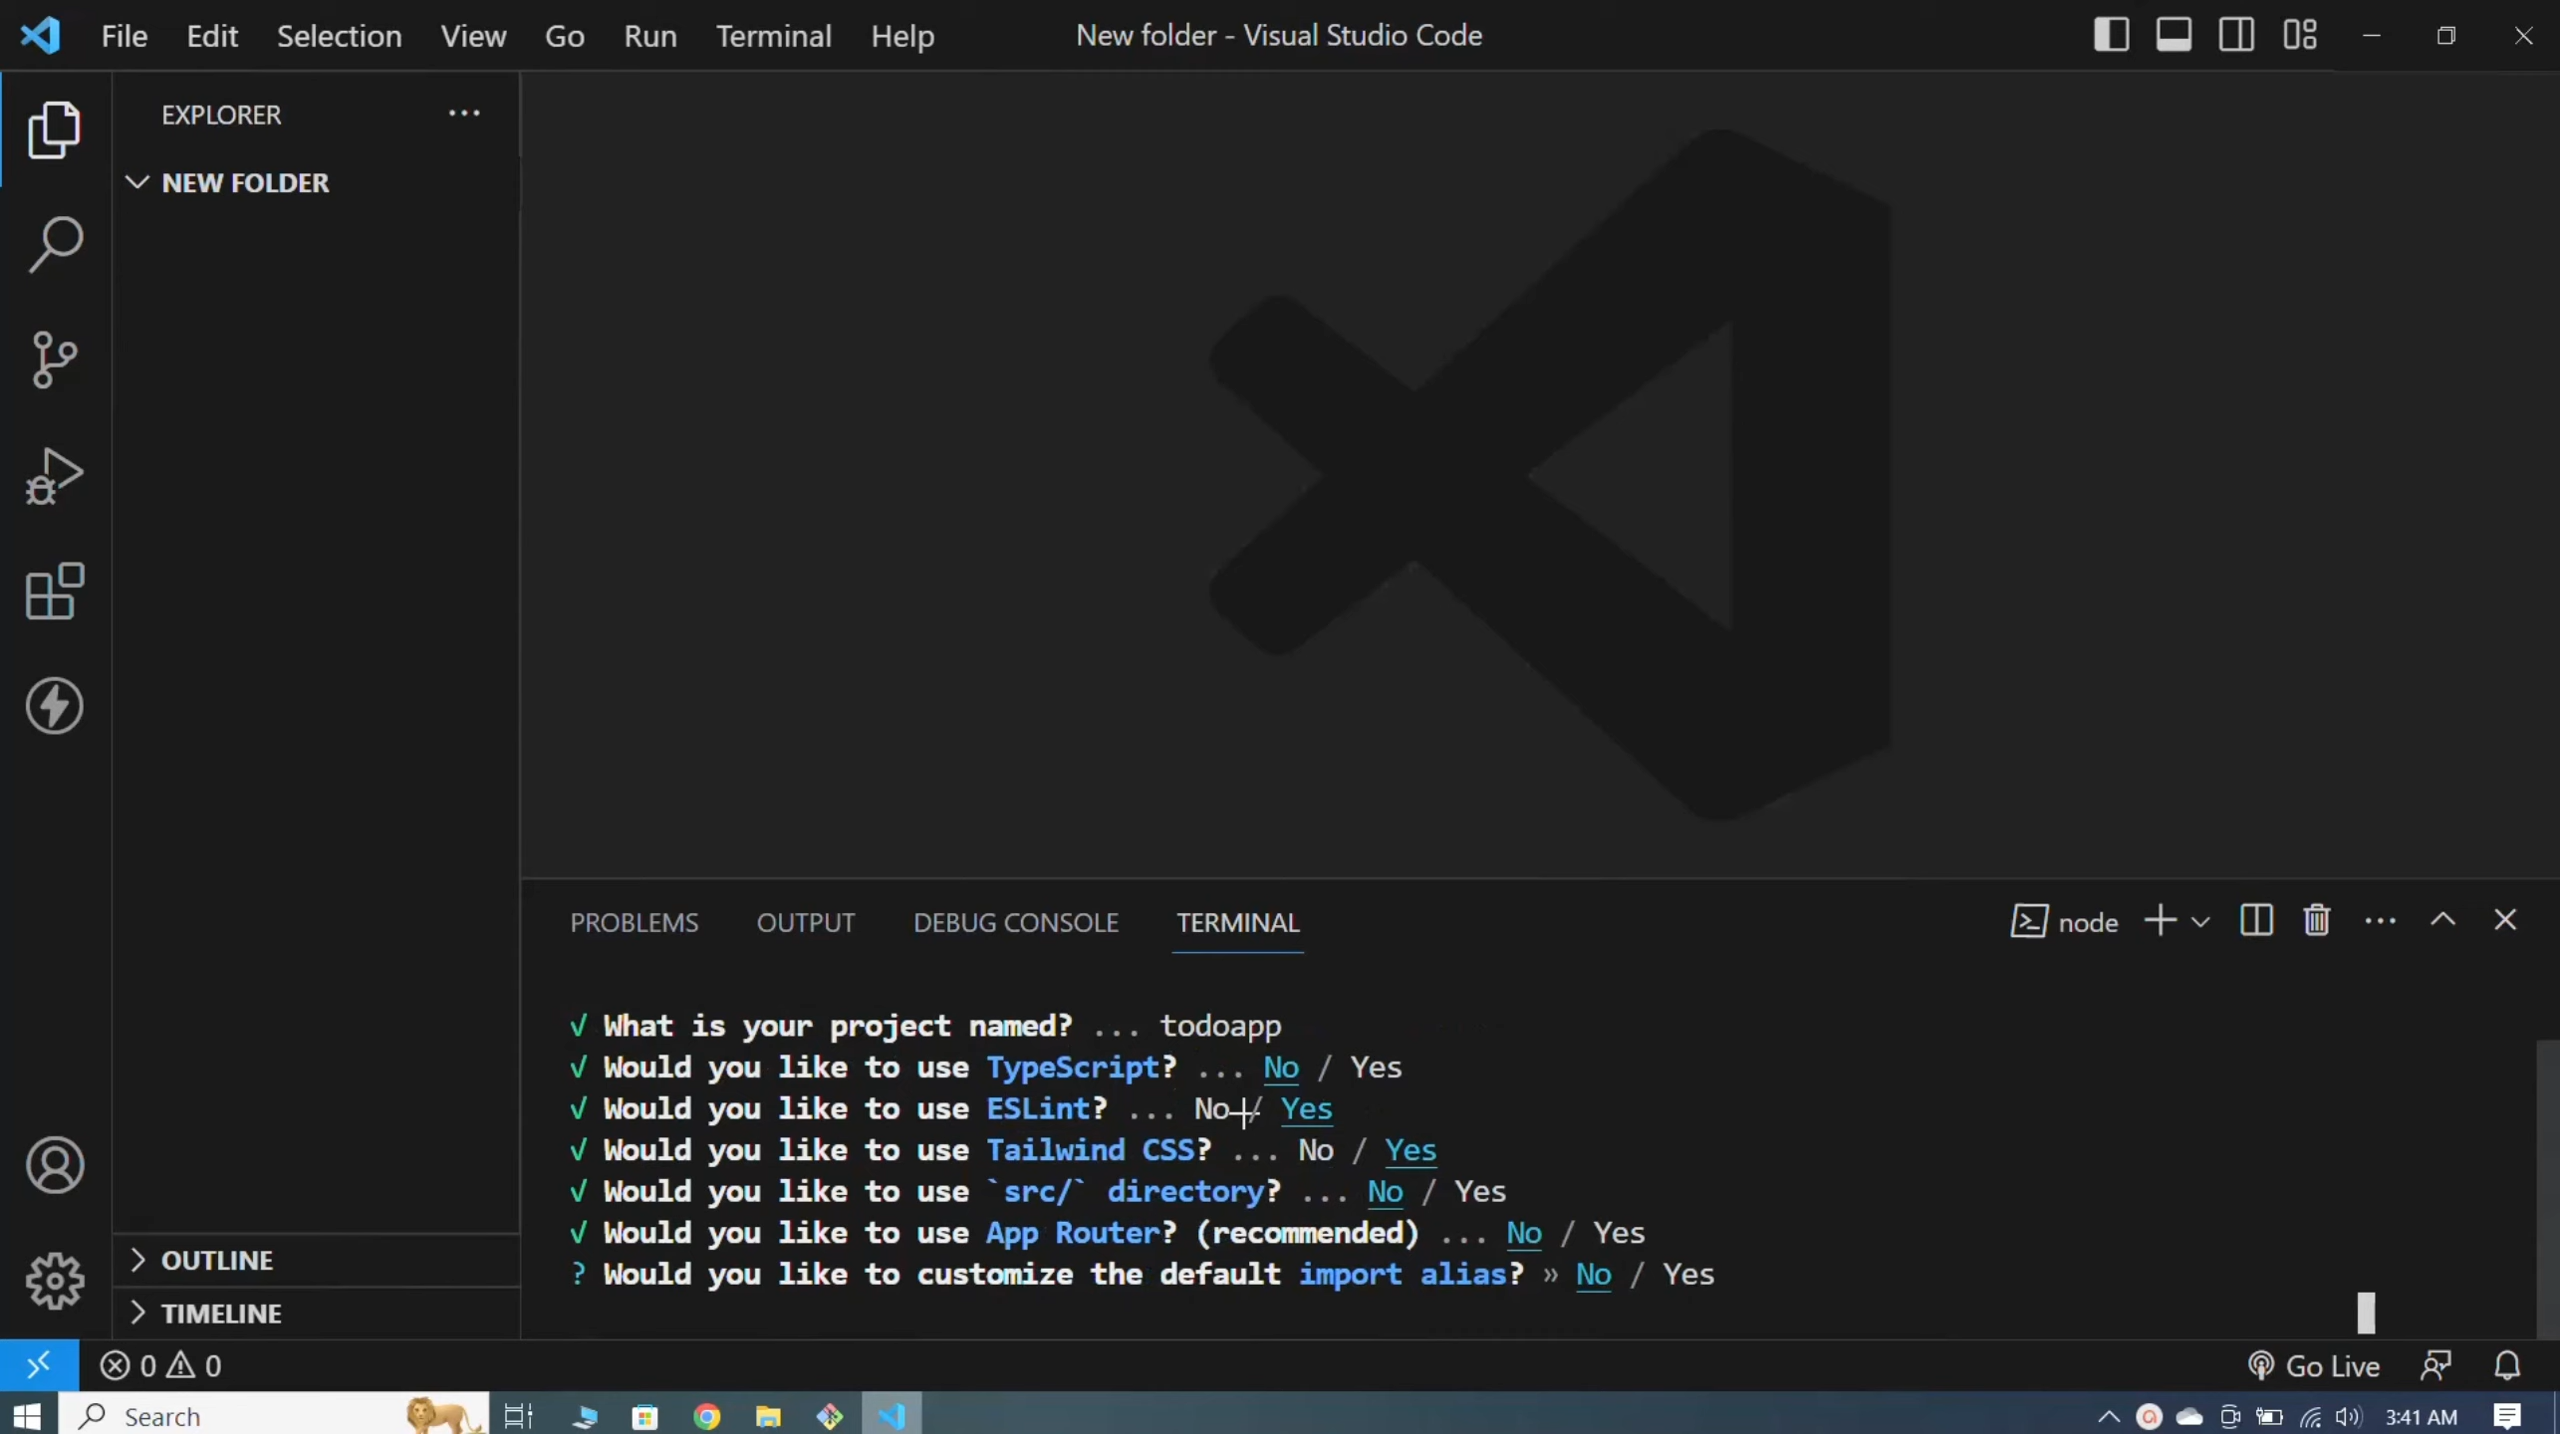 File Edit Selection View Go Run Terminal Help New folder - Visual Studio Code
EXPLORER ...
NEW FOLDER
OUTLINE
TIMELINE
PROBLEMS OUTPUT DEBUG CONSOLE TERMINAL node
√ What is your project named? ... todoapp
√ Would you like to use TypeScript? ... No / Yes
√ Would you like to use ESLint? ... No / Yes
√ Would you like to use Tailwind CSS? ... No / Yes
√ Would you like to use `src/` directory? ... No / Yes
√ Would you like to use App Router? (recommended) ... No / Yes
? Would you like to customize the default import alias? » No / Yes
0 0 Go Live
Search 3:41 AM